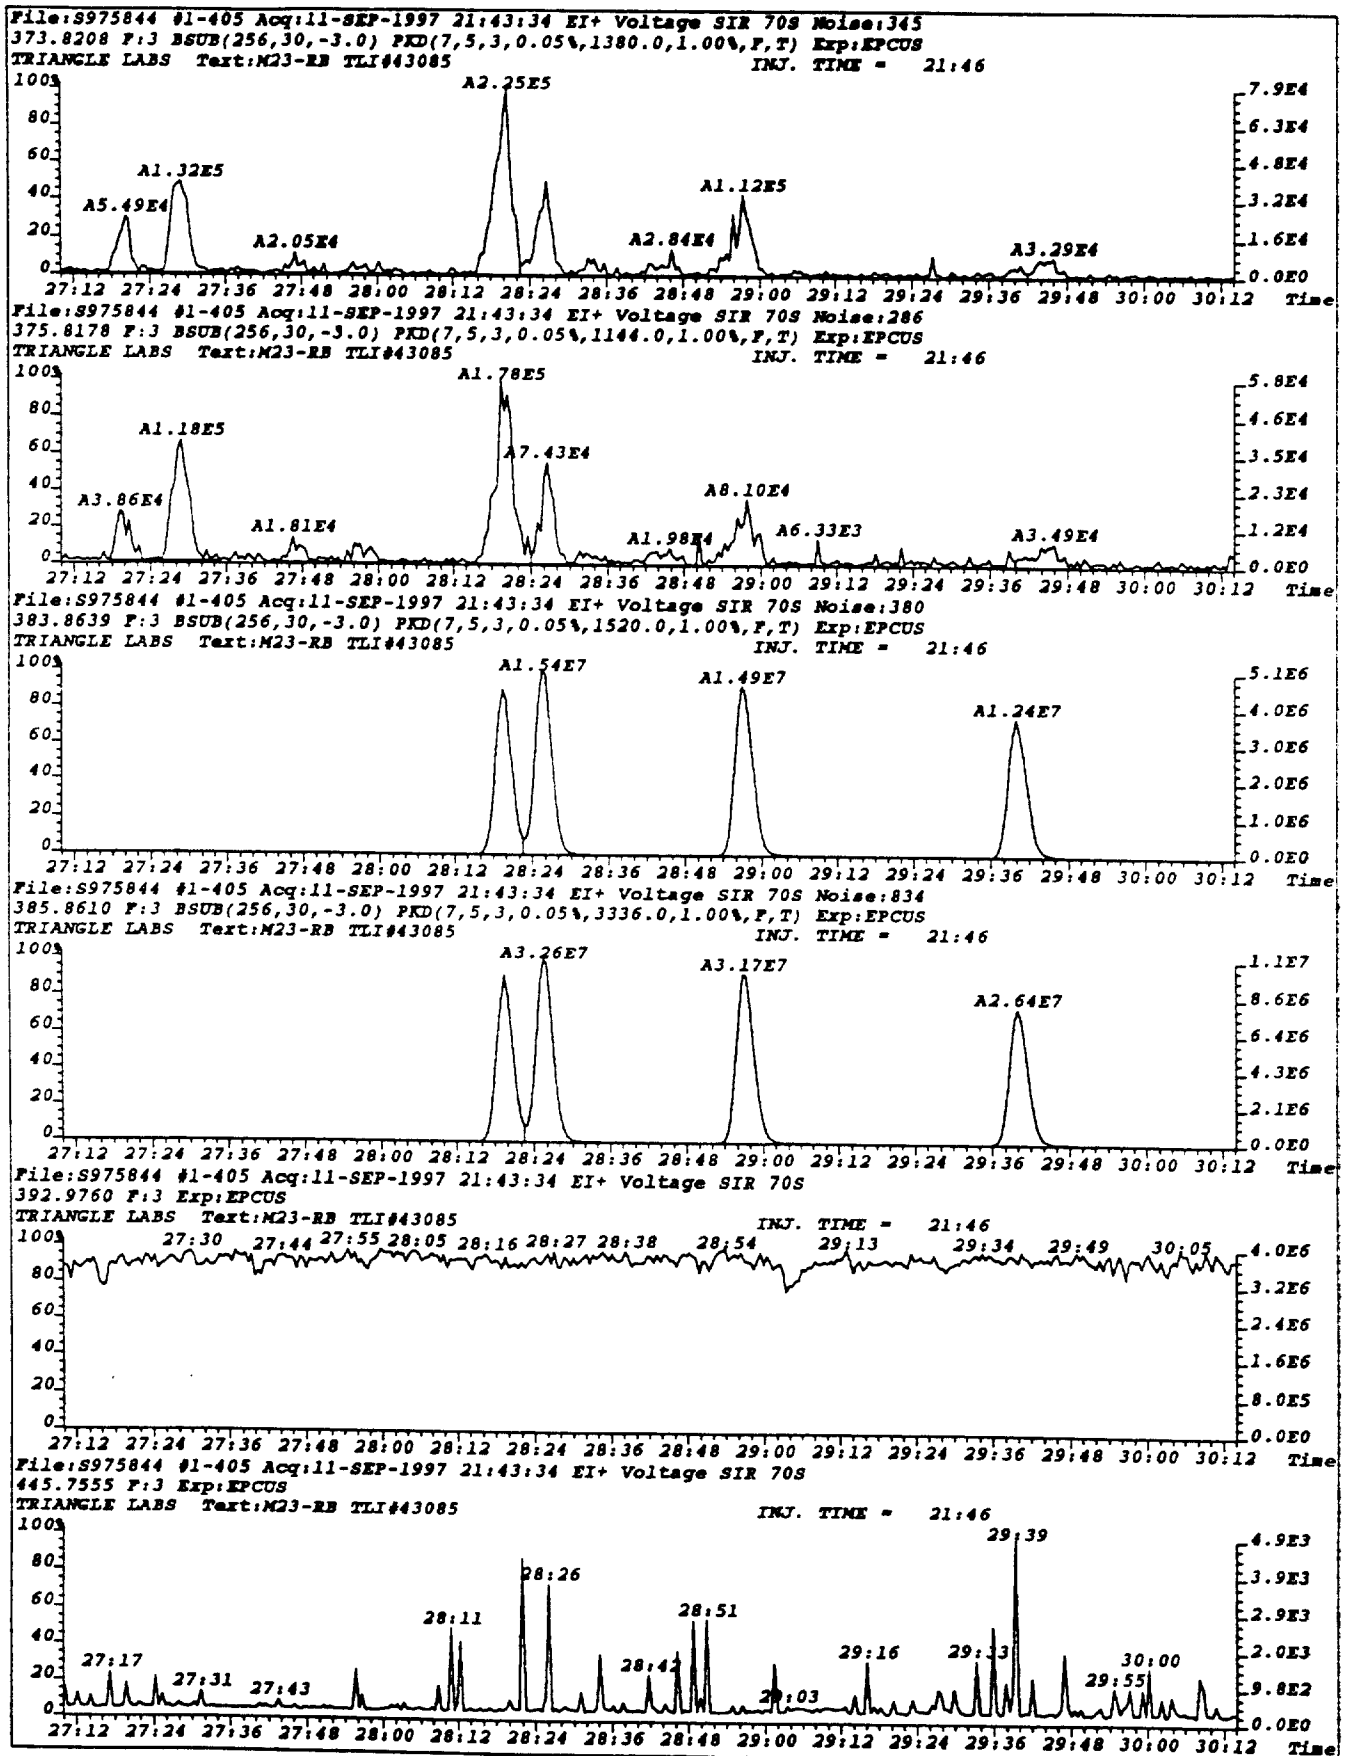 File:S975844 #1-405 Acq:11-SEP-1997 21:43:34 EI+ Voltage SIR 70S Noise:345
373.8208 F:3 BSUB(256,30,-3.0) PKD(7,5,3,0.05%,1380.0,1.00%,F,T) Exp:EPCUS
TRIANGLE LABS Text:M23-RB TLI#43085 INJ. TIME = 21:46
100% A2.25E5 7.9E4
80 6.3E4
60 A1.32E5 4.8E4
40 A5.49E4 A1.12E5 3.2E4
20 A2.05E4 A2.84E4 A3.29E4 1.6E4
0 0.0E0
27:12 27:24 27:36 27:48 28:00 28:12 28:24 28:36 28:48 29:00 29:12 29:24 29:36 29:48 30:00 30:12 Time
File:S975844 #1-405 Acq:11-SEP-1997 21:43:34 EI+ Voltage SIR 70S Noise:286
375.8178 F:3 BSUB(256,30,-3.0) PKD(7,5,3,0.05%,1144.0,1.00%,F,T) Exp:EPCUS
TRIANGLE LABS Text:M23-RB TLI#43085 INJ. TIME = 21:46
100% A1.78E5 5.8E4
80 4.6E4
60 A1.18E5 A7.43E4 3.5E4
40 A3.86E4 A8.10E4 2.3E4
20 A1.81E4 A1.98E4 A6.33E3 A3.49E4 1.2E4
0 0.0E0
27:12 27:24 27:36 27:48 28:00 28:12 28:24 28:36 28:48 29:00 29:12 29:24 29:36 29:48 30:00 30:12 Time
File:S975844 #1-405 Acq:11-SEP-1997 21:43:34 EI+ Voltage SIR 70S Noise:380
383.8639 F:3 BSUB(256,30,-3.0) PKD(7,5,3,0.05%,1520.0,1.00%,F,T) Exp:EPCUS
TRIANGLE LABS Text:M23-RB TLI#43085 INJ. TIME = 21:46
100% A1.54E7 A1.49E7 5.1E6
80 A1.24E7 4.0E6
60 3.0E6
40 2.0E6
20 1.0E6
0 0.0E0
27:12 27:24 27:36 27:48 28:00 28:12 28:24 28:36 28:48 29:00 29:12 29:24 29:36 29:48 30:00 30:12 Time
File:S975844 #1-405 Acq:11-SEP-1997 21:43:34 EI+ Voltage SIR 70S Noise:834
385.8610 F:3 BSUB(256,30,-3.0) PKD(7,5,3,0.05%,3336.0,1.00%,F,T) Exp:EPCUS
TRIANGLE LABS Text:M23-RB TLI#43085 INJ. TIME = 21:46
100% A3.26E7 A3.17E7 1.1E7
80 A2.64E7 8.6E6
60 6.4E6
40 4.3E6
20 2.1E6
0 0.0E0
27:12 27:24 27:36 27:48 28:00 28:12 28:24 28:36 28:48 29:00 29:12 29:24 29:36 29:48 30:00 30:12 Time
File:S975844 #1-405 Acq:11-SEP-1997 21:43:34 EI+ Voltage SIR 70S
392.9760 F:3 Exp:EPCUS
TRIANGLE LABS Text:M23-RB TLI#43085 INJ. TIME = 21:46
100% 27:30 27:44 27:55 28:05 28:16 28:27 28:38 28:54 29:13 29:34 29:49 30:05 4.0E6
80 3.2E6
60 2.4E6
40 1.6E6
20 8.0E5
0 0.0E0
27:12 27:24 27:36 27:48 28:00 28:12 28:24 28:36 28:48 29:00 29:12 29:24 29:36 29:48 30:00 30:12 Time
File:S975844 #1-405 Acq:11-SEP-1997 21:43:34 EI+ Voltage SIR 70S
445.7555 F:3 Exp:EPCUS
TRIANGLE LABS Text:M23-RB TLI#43085 INJ. TIME = 21:46
100% 29:39 4.9E3
80 28:26 3.9E3
60 28:11 28:51 2.9E3
40 27:17 28:42 29:16 29:33 30:00 2.0E3
20 27:31 27:43 29:03 29:55 9.8E2
0 0.0E0
27:12 27:24 27:36 27:48 28:00 28:12 28:24 28:36 28:48 29:00 29:12 29:24 29:36 29:48 30:00 30:12 Time